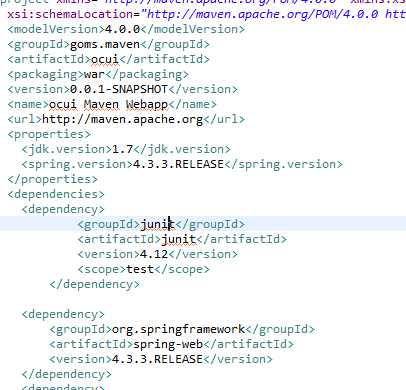 project xmlns="http://maven.apache.org/POM/4.0.0" xmlns:xs
xsi:schemaLocation="http://maven.apache.org/POM/4.0.0 htt
<modelVersion>4.0.0</modelVersion>
<groupId>goms.maven</groupId>
<artifactId>ocui</artifactId>
<packaging>war</packaging>
<version>0.0.1-SNAPSHOT</version>
<name>ocui Maven Webapp</name>
<url>http://maven.apache.org</url>
<properties>
<jdk.version>1.7</jdk.version>
<spring.version>4.3.3.RELEASE</spring.version>
</properties>
<dependencies>
<dependency>
<groupId>junit</groupId>
<artifactId>junit</artifactId>
<version>4.12</version>
<scope>test</scope>
</dependency>
<dependency>
<groupId>org.springframework</groupId>
<artifactId>spring-web</artifactId>
<version>4.3.3.RELEASE</version>
</dependency>
<dependency>